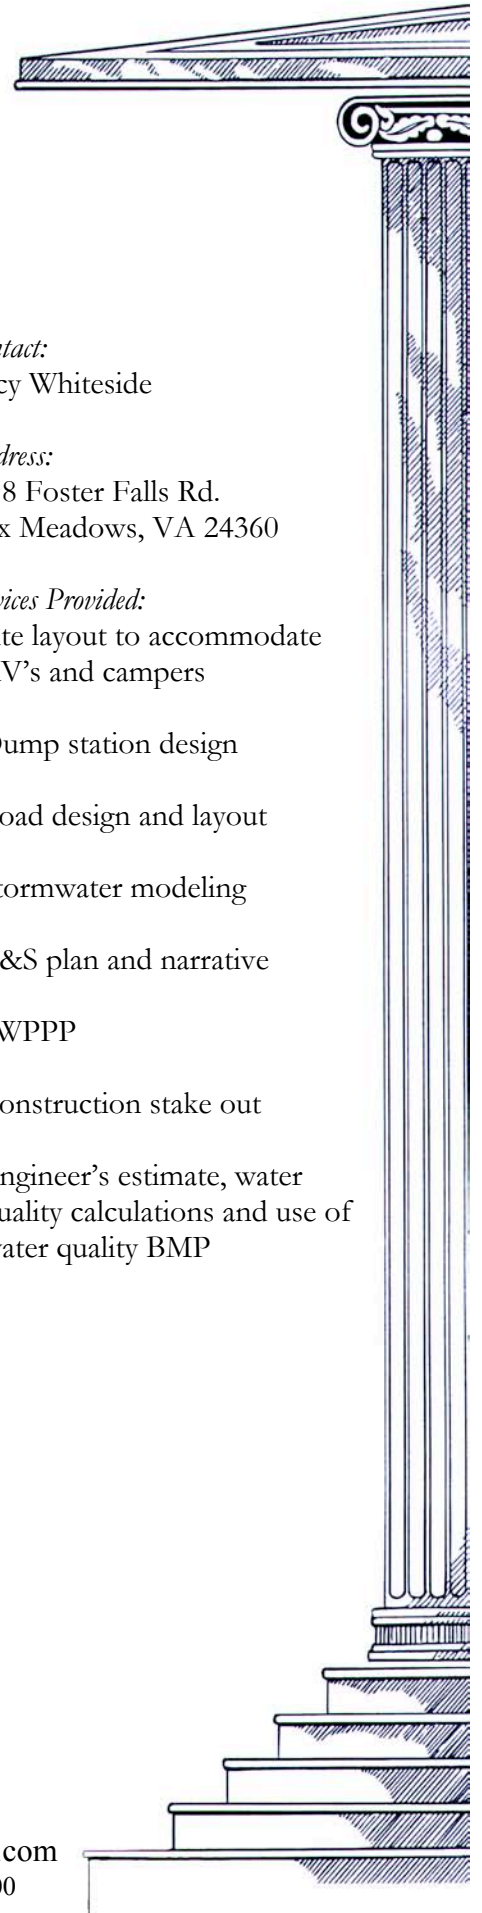 ntact:
cy Whiteside
dress:
8 Foster Falls Rd.
x Meadows, VA 24360
vices Provided:
te layout to accommodate
V's and campers
ump station design
oad design and layout
tormwater modeling
&S plan and narrative
WPPP
onstruction stake out
ngineer's estimate, water
uality calculations and use of
vater quality BMP
.com
00